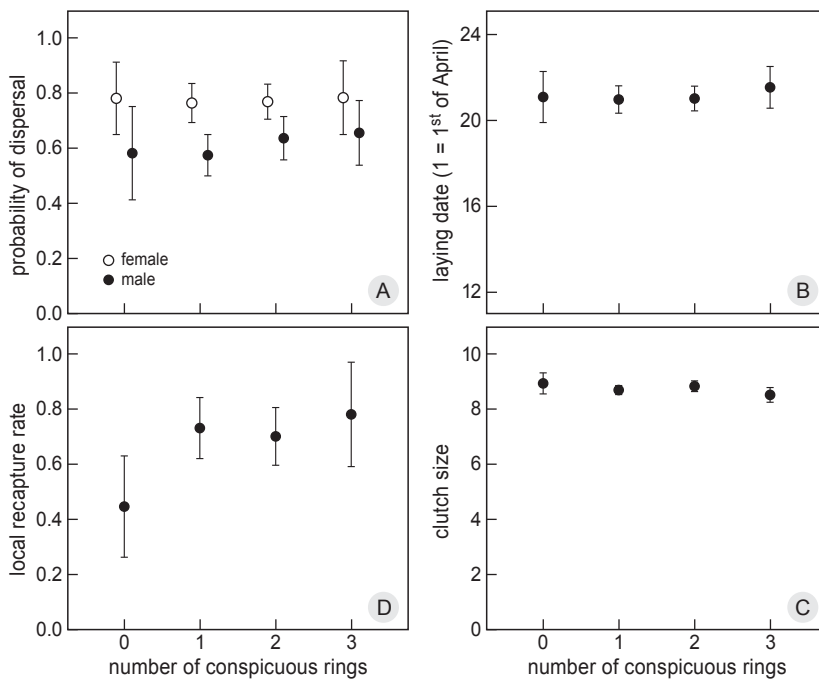 1.0
0.8
0.6
0.4
0.2
0.0
probability of dispersal
female
male
A
24
20
16
12
laying date (1 = 1st of April)
B
1.0
0.8
0.6
0.4
0.2
0.0
local recapture rate
D
0
1
2
3
number of conspicuous rings
10
8
6
4
2
0
clutch size
C
0
1
2
3
number of conspicuous rings